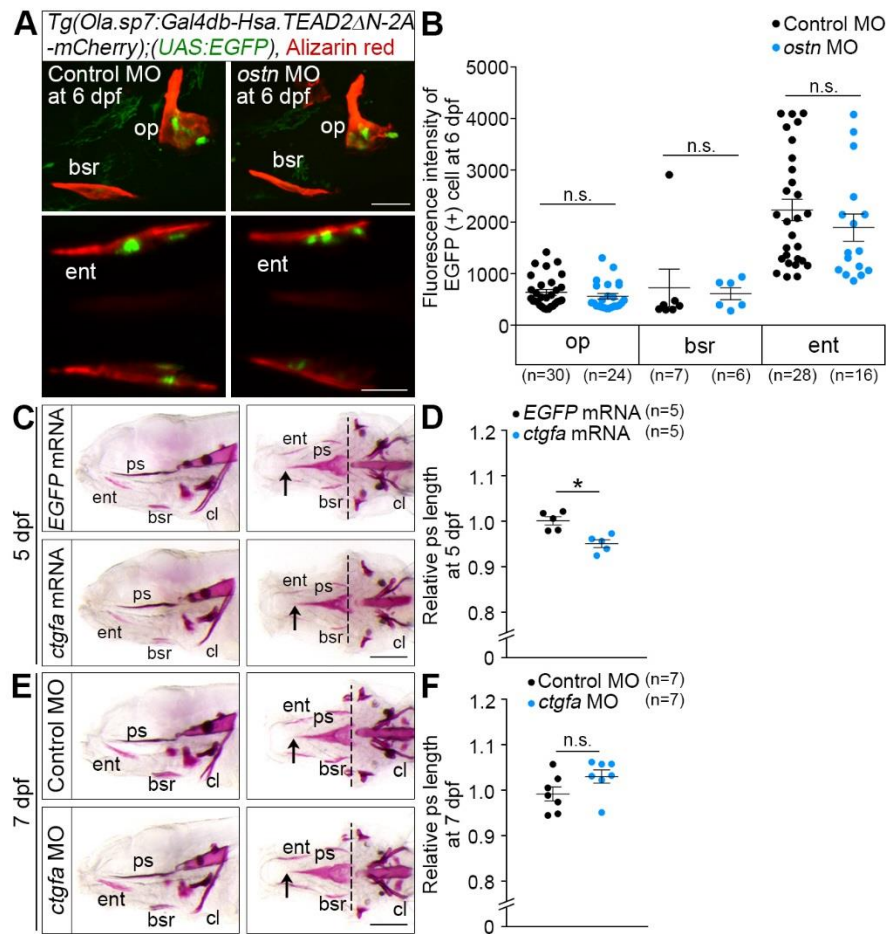 A
Tg(Ola.sp7:Gal4db-Hsa.TEAD2ΔN-2A
-mCherry);(UAS:EGFP), Alizarin red
Control MO
at 6 dpf
op
bsr
ostn MO
at 6 dpf
op
bsr
ent
ent
B
Control MO
ostn MO
Fluorescence intensity of
EGFP (+) cell at 6 dpf
5000
4000
3000
2000
1000
0
n.s.
n.s.
n.s.
op
bsr
ent
(n=30)
(n=24)
(n=7)
(n=6)
(n=28)
(n=16)
C
5 dpf
EGFP mRNA
ps
ent
bsr
cl
ent
ps
bsr
cl
ctgfa mRNA
ps
ent
bsr
cl
ent
ps
bsr
cl
D
EGFP mRNA (n=5)
ctgfa mRNA (n=5)
Relative ps length
at 5 dpf
1.2
1.1
1.0
0.9
0.8
0
*
E
7 dpf
Control MO
ps
ent
bsr
cl
ent
ps
bsr
cl
ctgfa MO
ps
ent
bsr
cl
ent
ps
bsr
cl
F
Control MO (n=7)
ctgfa MO (n=7)
Relative ps length
at 7 dpf
1.2
1.1
1.0
0.9
0.8
0
n.s.